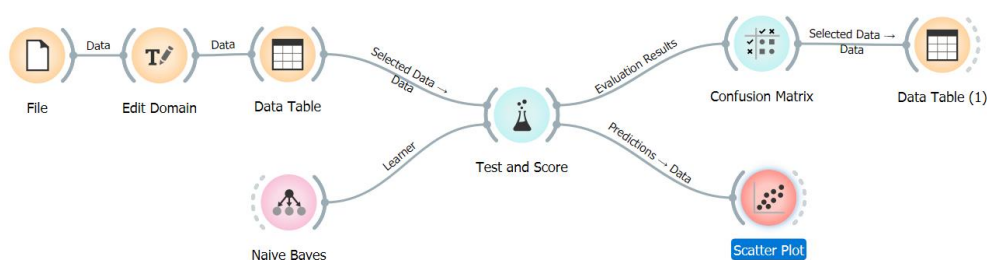 Data
Data
File
Edit Domain
Data Table
Selected Data →
Data
Learner
Naive Bayes
Test and Score
Evaluation Results
Predictions → Data
Confusion Matrix
Selected Data →
Data
Data Table (1)
Scatter Plot